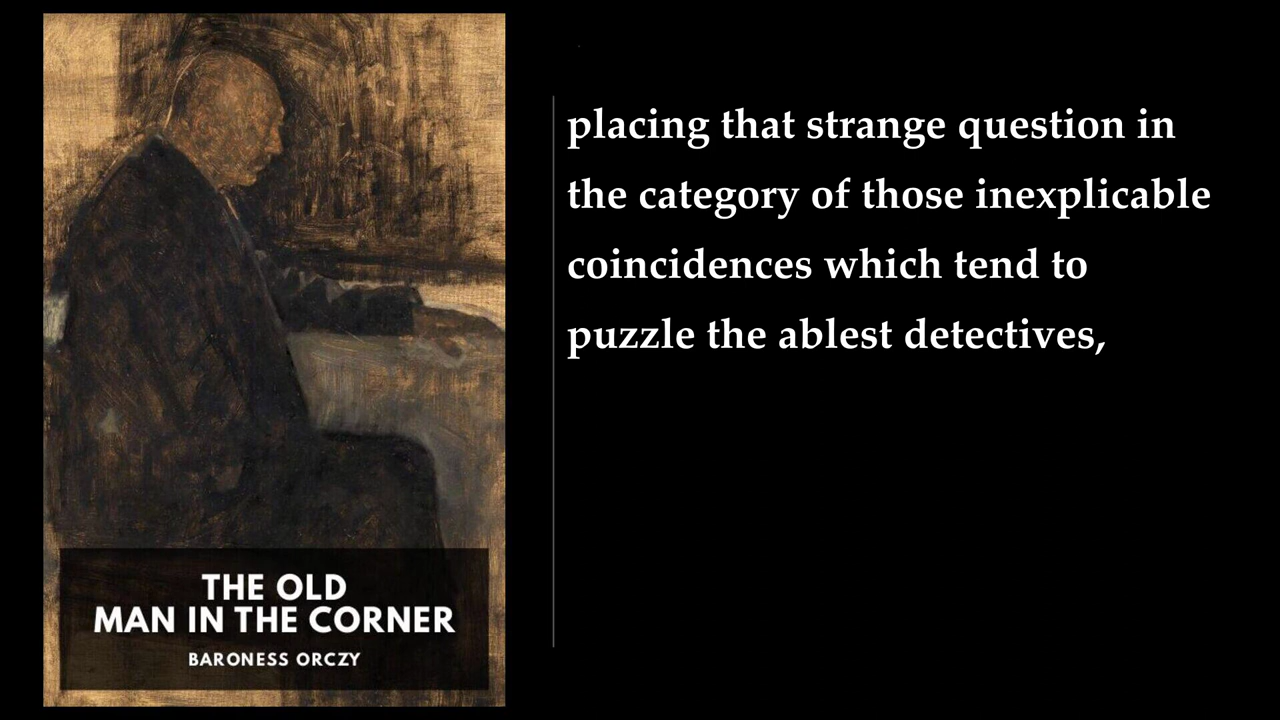 placing that strange question in
the category of those inexplicable
coincidences which tend to
puzzle the ablest detectives,
THE OLD
MAN IN THE CORNER
BARONESS ORCZY